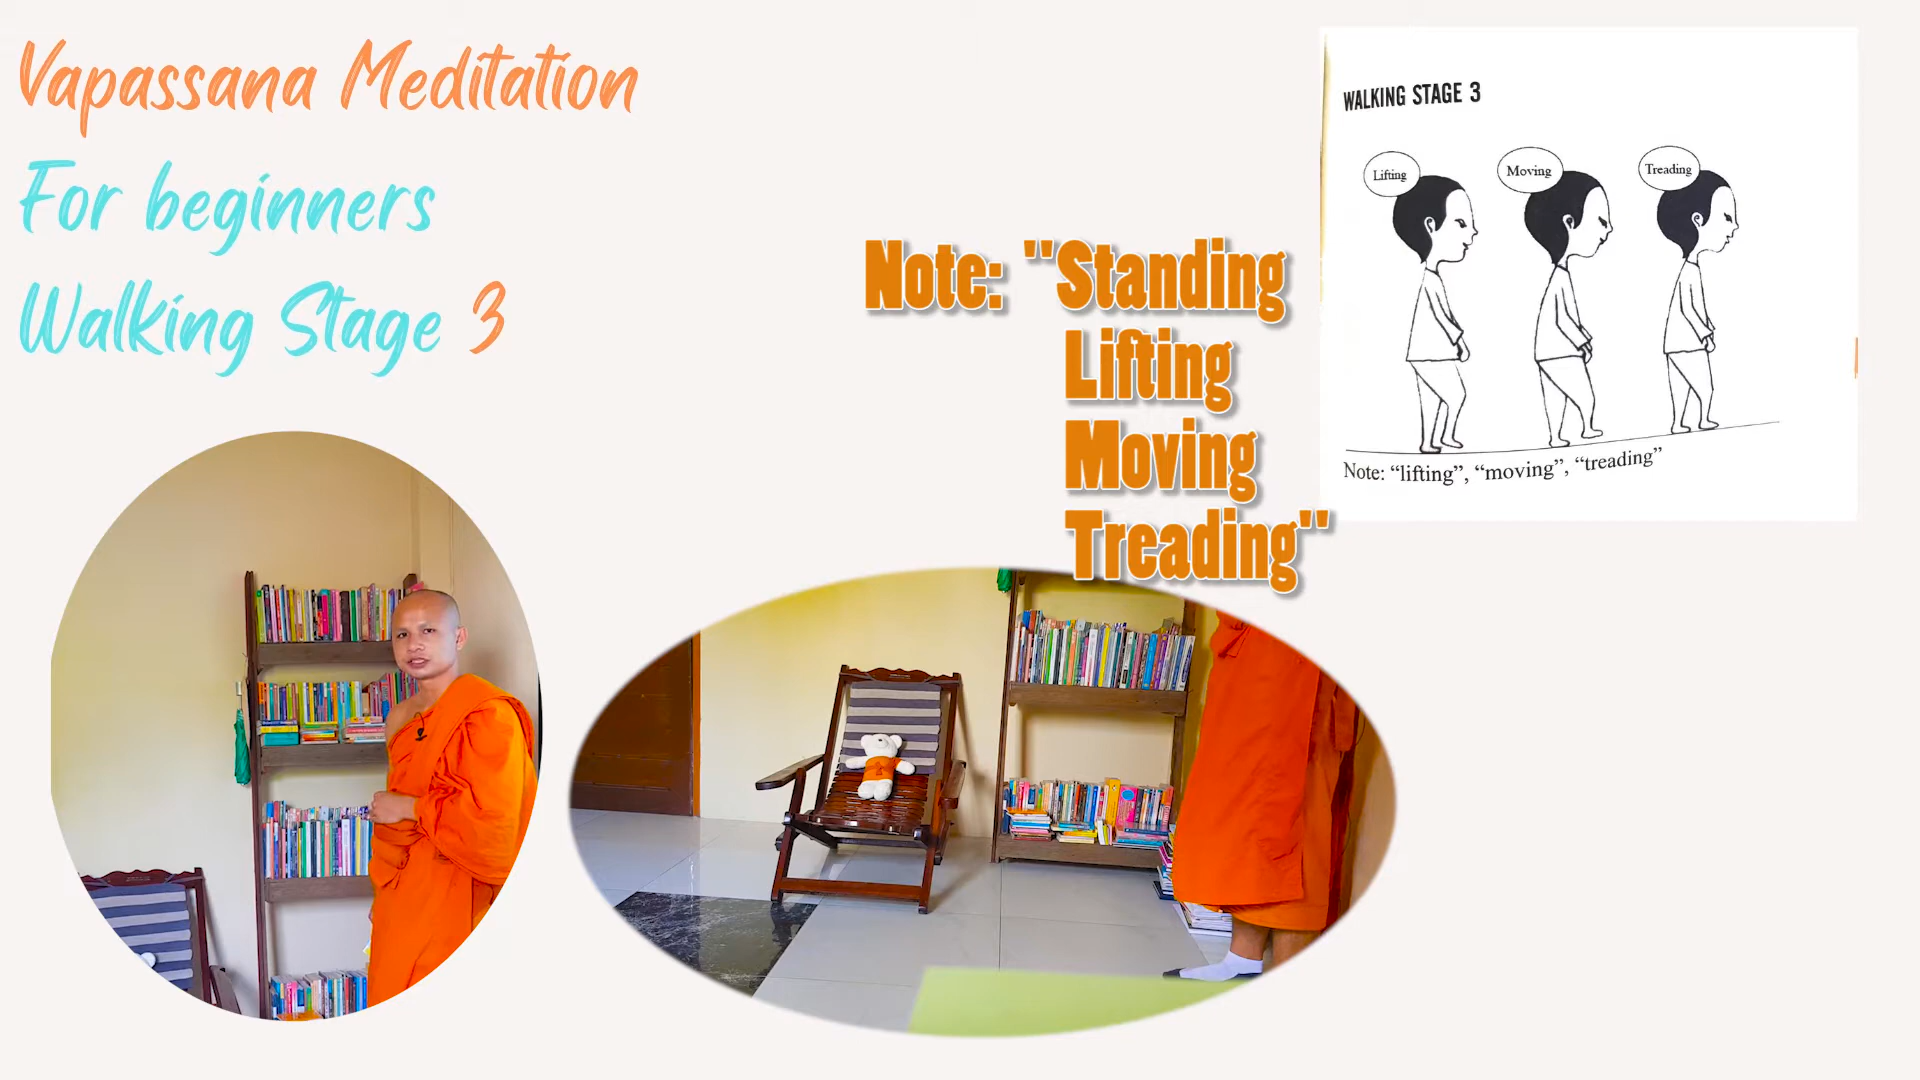 Vapassana Meditation
For beginners
Walking Stage 3
Note: "Standing
Lifting
Moving
Treading"
WALKING STAGE 3
Lifting
Moving
Treading
Note: “lifting”, “moving”, “treading”